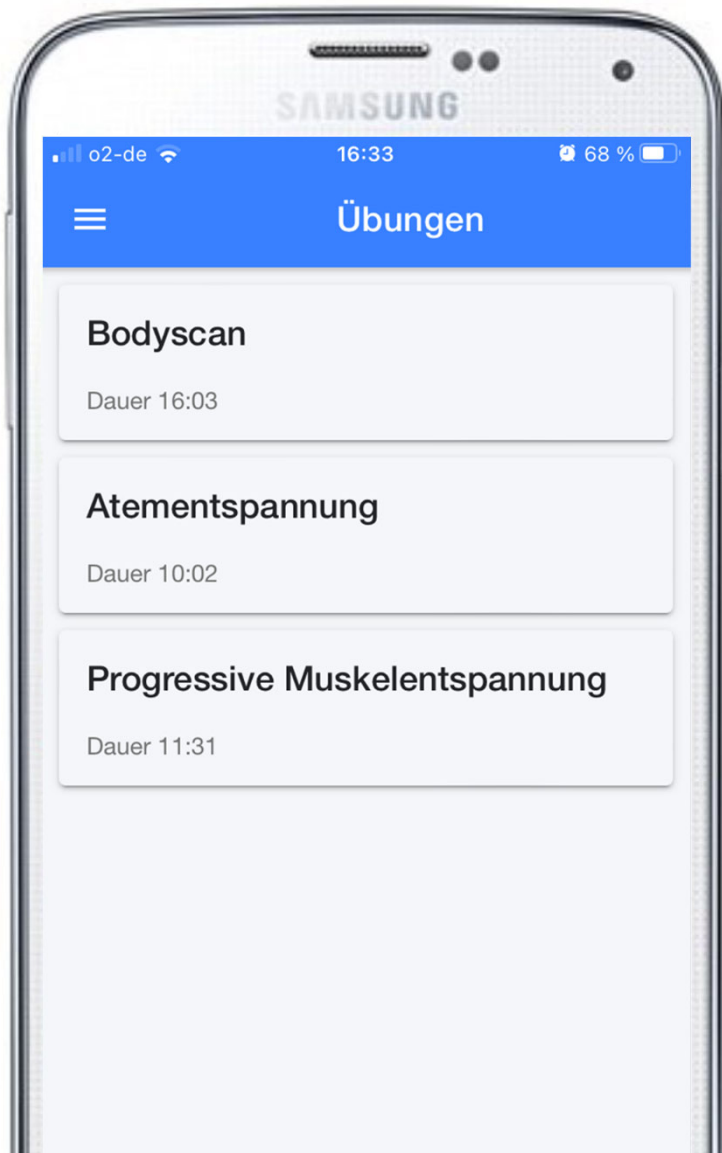 SAMSUNG
o2-de 16:33 68 %
Übungen
Bodyscan
Dauer 16:03
Atementspannung
Dauer 10:02
Progressive Muskelentspannung
Dauer 11:31